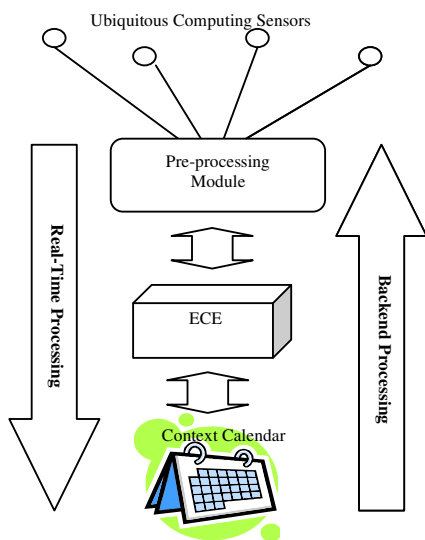 Ubiquitous Computing Sensors
Pre-processing
Module
Real-Time Processing
Backend Processing
ECE
Context Calendar